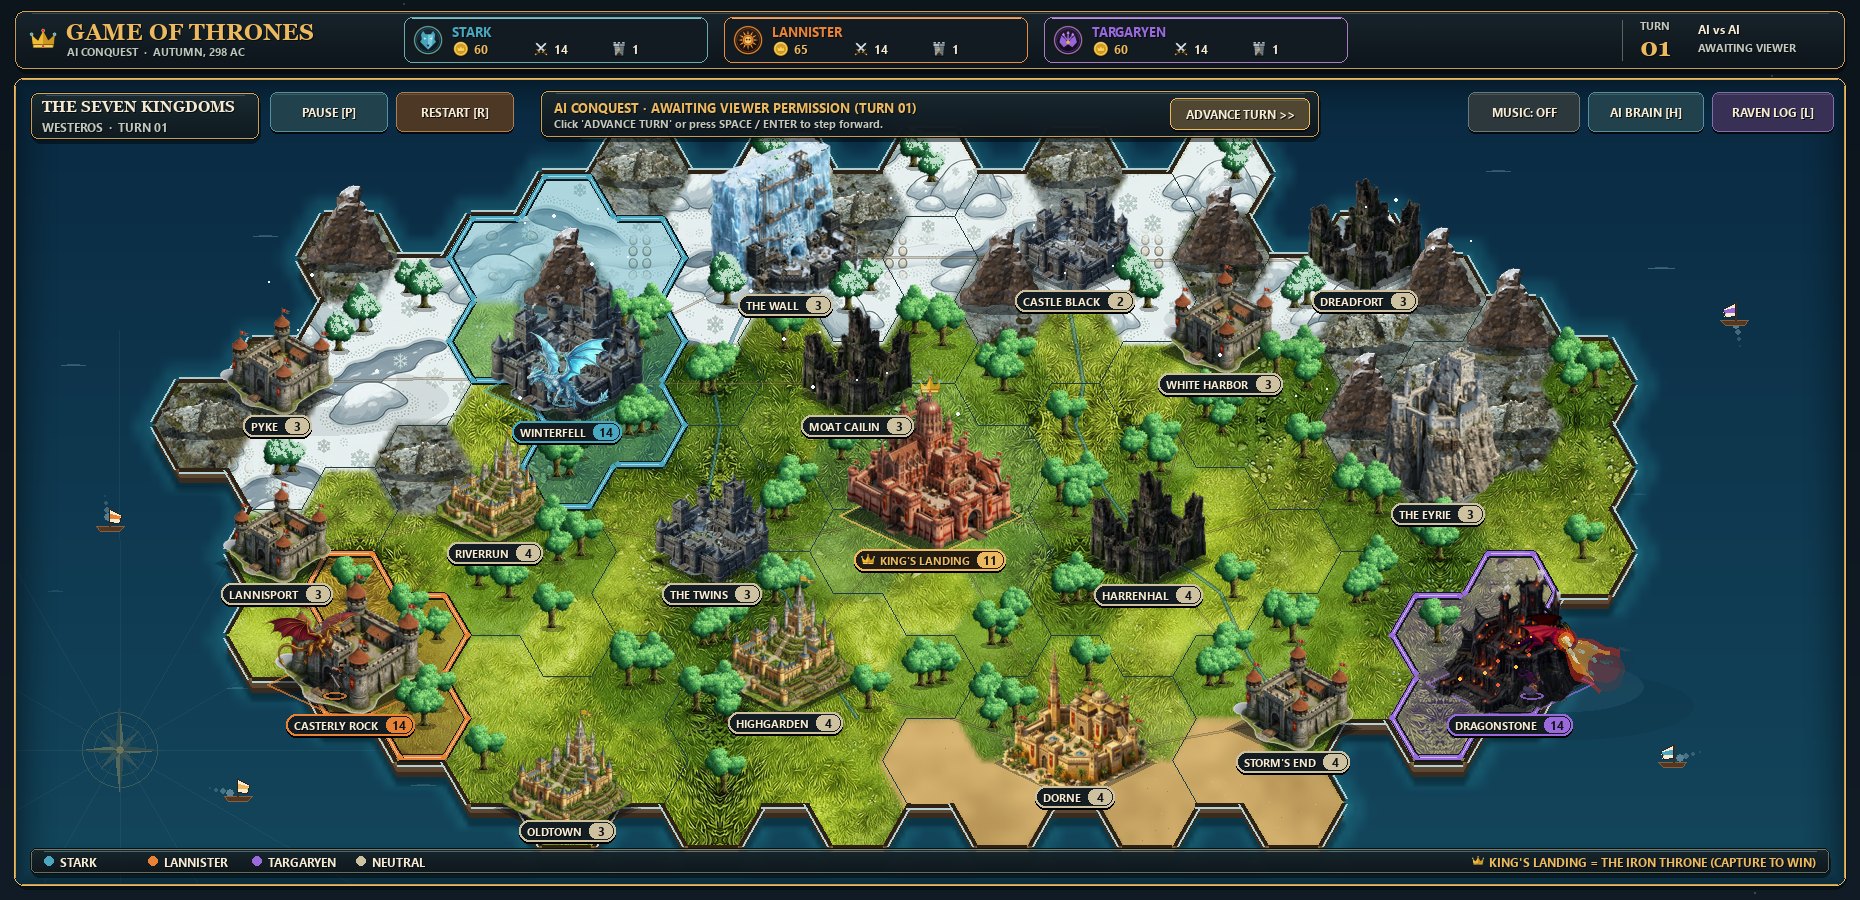 GAME OF THRONES
AI CONQUEST · AUTUMN, 298 AC
STARK
60 14 1
LANNISTER
65 14 1
TARGARYEN
60 14 1
TURN
01
AI vs AI
AWAITING VIEWER
THE SEVEN KINGDOMS
WESTEROS · TURN 01
PAUSE [P]
RESTART [R]
AI CONQUEST · AWAITING VIEWER PERMISSION (TURN 01)
Click 'ADVANCE TURN' or press SPACE / ENTER to step forward.
ADVANCE TURN >>
MUSIC: OFF
AI BRAIN [H]
RAVEN LOG [L]
THE WALL 3
CASTLE BLACK 2
DREADFORT 3
WHITE HARBOR 3
PYKE 3
WINTERFELL 14
MOAT CAILIN 3
THE EYRIE 3
RIVERRUN 4
KING'S LANDING 11
LANNISPORT 3
THE TWINS 3
HARRENHAL 4
CASTERLY ROCK 14
HIGHGARDEN 4
DRAGONSTONE 14
STORM'S END 4
DORNE 4
OLDTOWN 3
STARK
LANNISTER
TARGARYEN
NEUTRAL
KING'S LANDING = THE IRON THRONE (CAPTURE TO WIN)